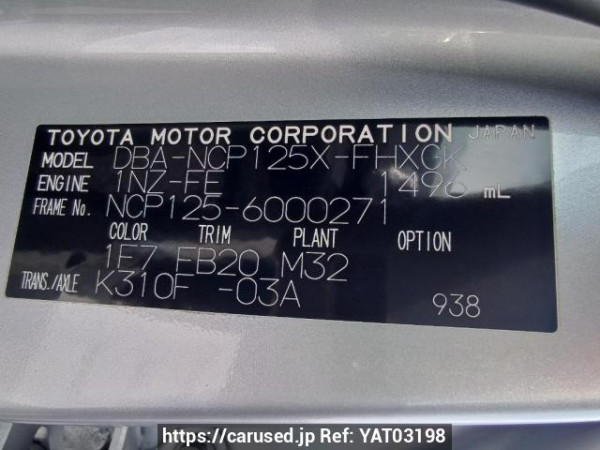 TOYOTA MOTOR CORPORATION JAPAN
MODEL DBA-NCP125X-FHXGK
ENGINE 1NZ-FE 1496 mL
FRAME No. NCP125-6000271
COLOR TRIM PLANT OPTION
1E7 FB20 M32
TRANS./AXLE K310F -03A
938
https://carused.jp Ref: YAT03198